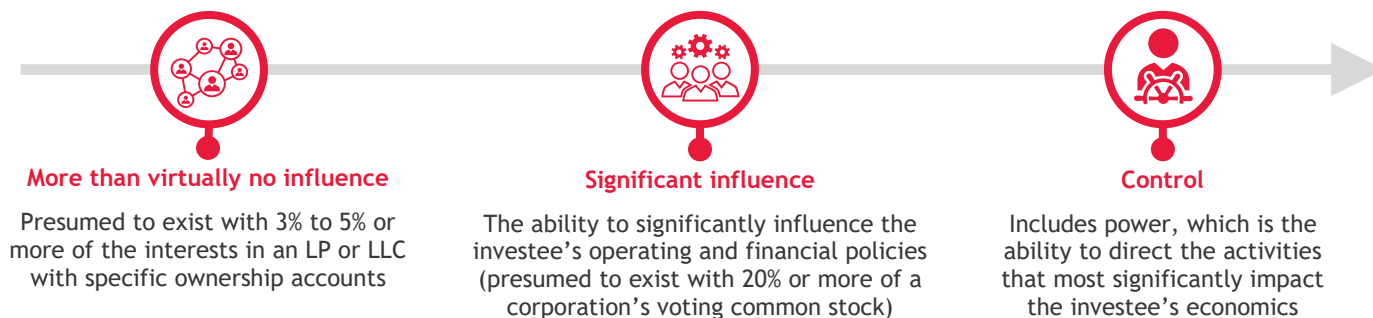 More than virtually no influence
Presumed to exist with 3% to 5% or
more of the interests in an LP or LLC
with specific ownership accounts
Significant influence
The ability to significantly influence the
investee's operating and financial policies
(presumed to exist with 20% or more of a
corporation's voting common stock)
Control
Includes power, which is the
ability to direct the activities
that most significantly impact
the investee's economics